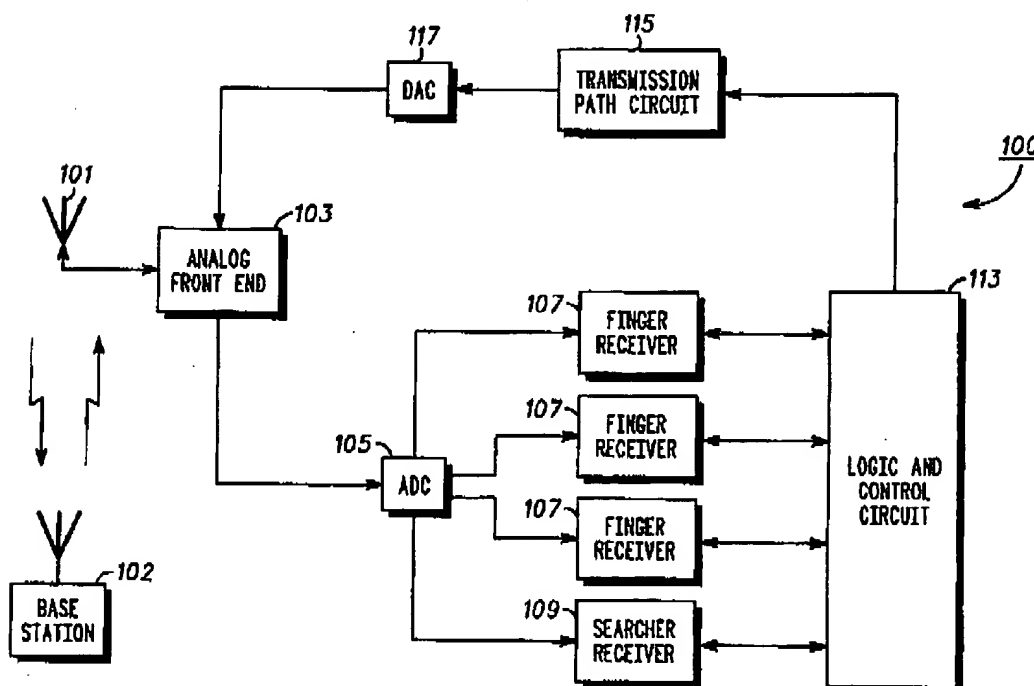 117
DAC
115
TRANSMISSION
PATH CIRCUIT
100
101
103
ANALOG
FRONT END
113
LOGIC AND
CONTROL
CIRCUIT
107
FINGER
RECEIVER
107
FINGER
RECEIVER
105
ADC
107
FINGER
RECEIVER
109
SEARCHER
RECEIVER
102
BASE
STATION